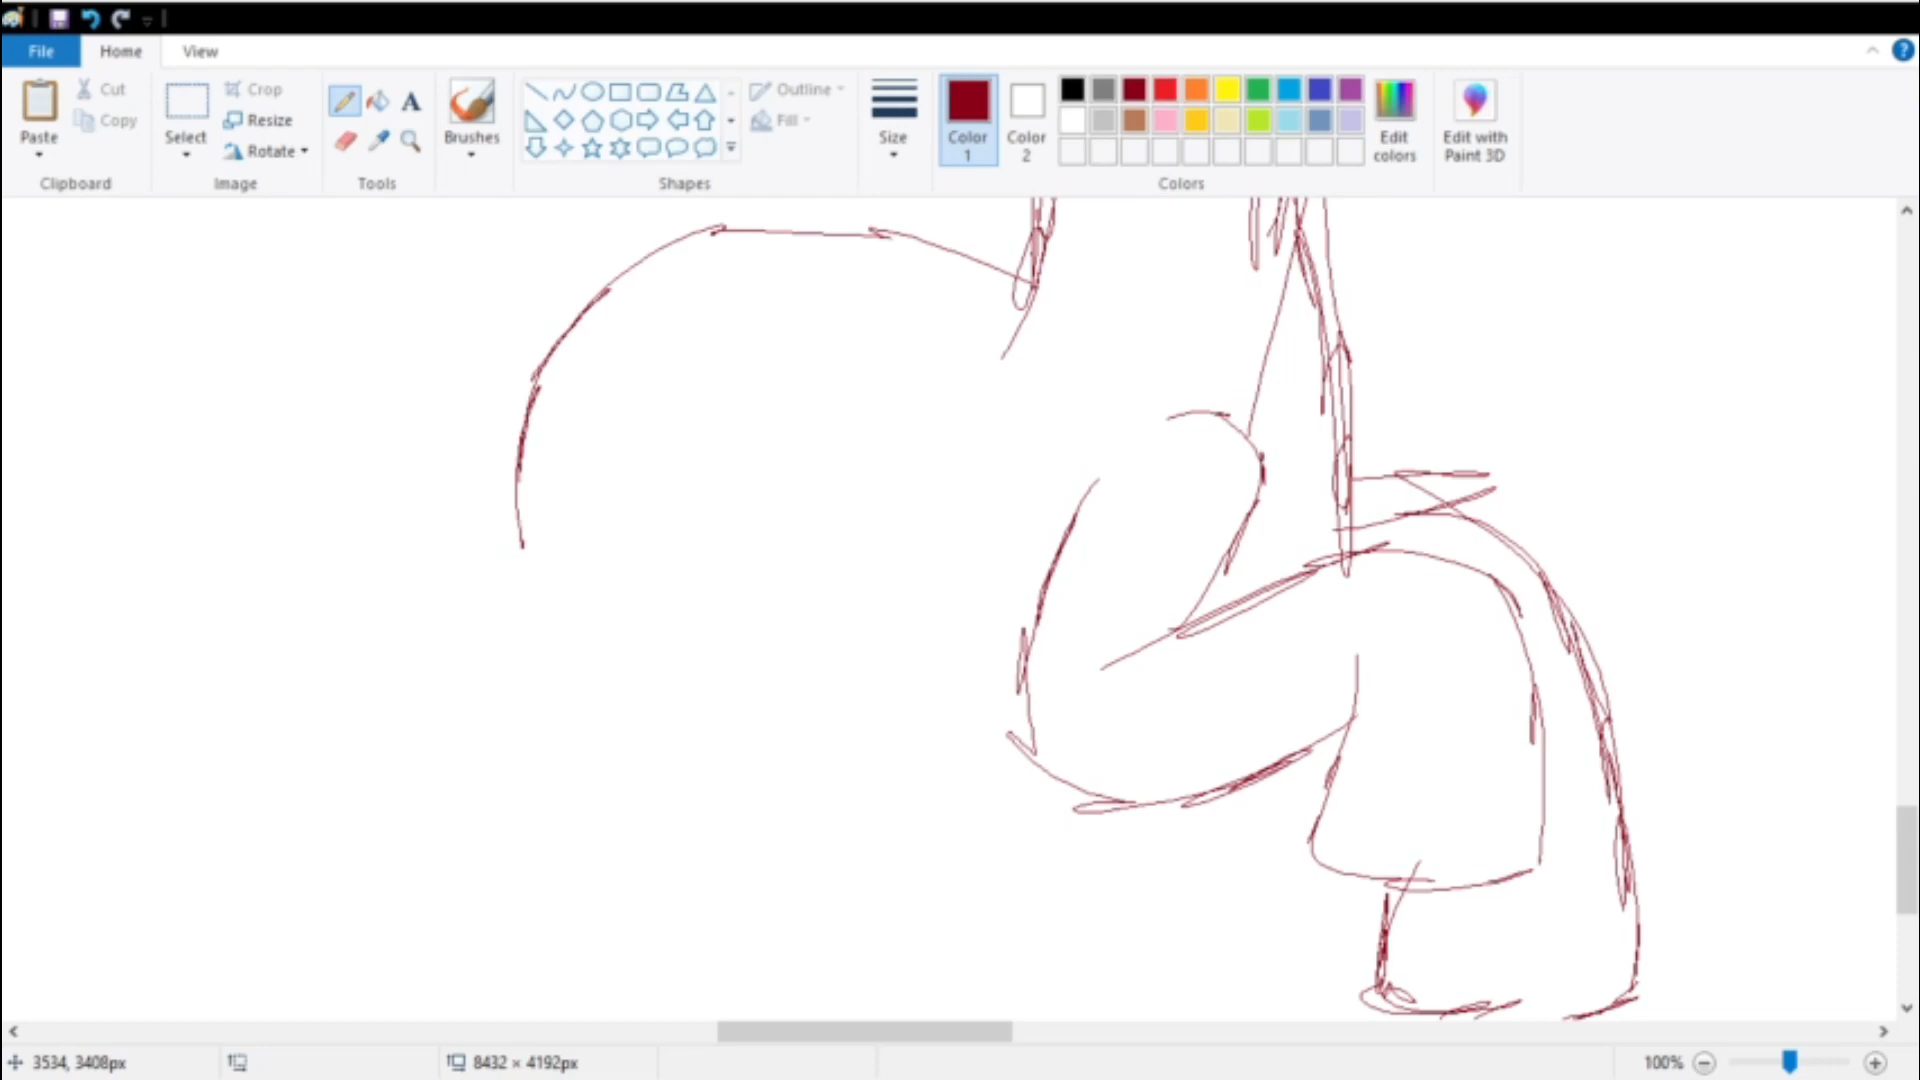 File Home View
Paste Cut Copy Clipboard
Select Crop Resize Rotate Image
A Tools
Brushes
Outline Fill Shapes
Size
Color 1 Color 2 Edit colors Colors
Edit with Paint 3D
?
3534, 3408px 8432 × 4192px 100%